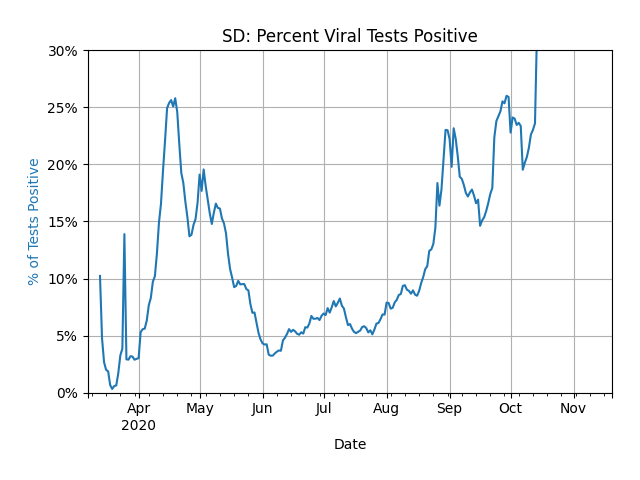 SD: Percent Viral Tests Positive
30%
25%
20%
15%
10%
5%
0%
% of Tests Positive
Apr May Jun Jul Aug Sep Oct Nov
2020
Date